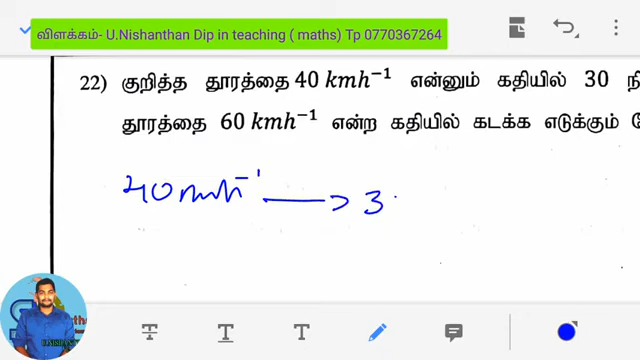 விளக்கம்- U.Nishanthan Dip in teaching ( maths) Tp 0770367264
22) குறித்த தூரத்தை 40 kmh⁻¹ என்னும் கதியில் 30
தூரத்தை 60 kmh⁻¹ என்ற கதியில் கடக்க எடுக்கும்
40 kmh⁻¹ → 3
T T T
U.NISHAN